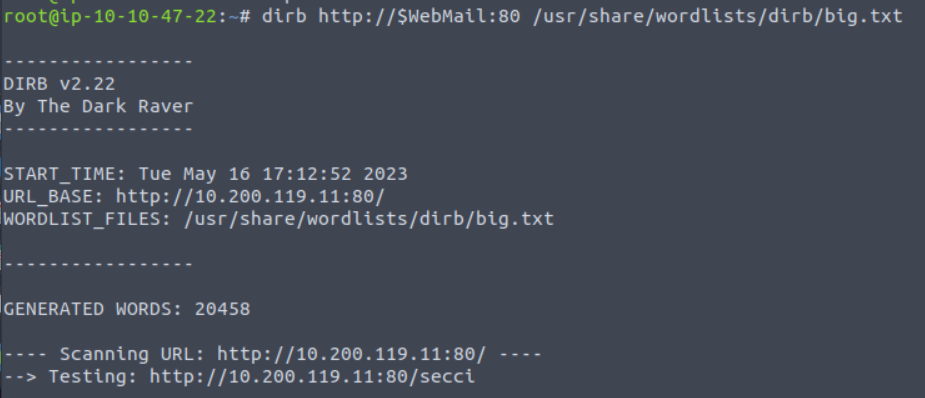 root@ip-10-10-47-22:~# dirb http://$WebMail:80 /usr/share/wordlists/dirb/big.txt
-----------------
DIRB v2.22
By The Dark Raver
-----------------
START_TIME: Tue May 16 17:12:52 2023
URL_BASE: http://10.200.119.11:80/
WORDLIST_FILES: /usr/share/wordlists/dirb/big.txt
-----------------
GENERATED WORDS: 20458
---- Scanning URL: http://10.200.119.11:80/ ----
--> Testing: http://10.200.119.11:80/secci